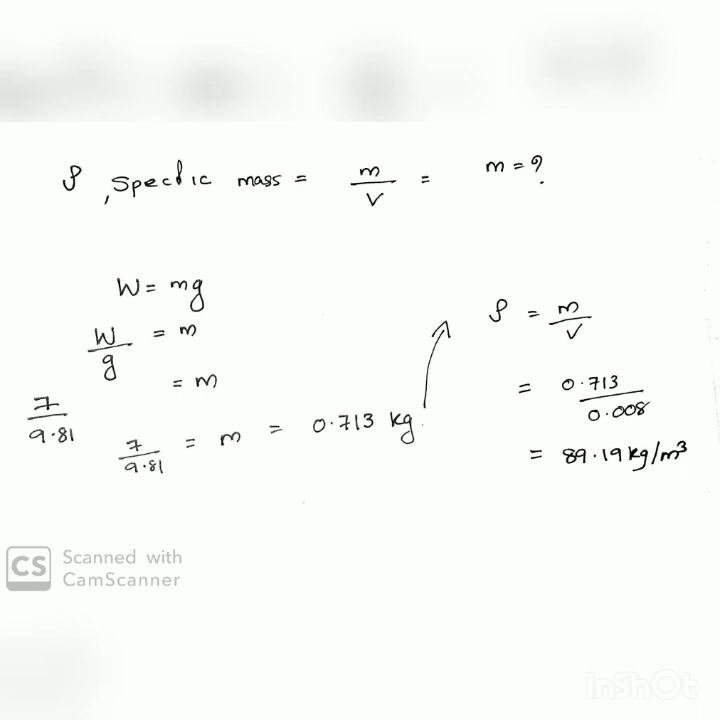 ρ, Specific mass = m/V = m = ?
W = mg
W/g = m
= m
7/9.81
7/9.81 = m = 0.713 kg.
ρ = m/V
= 0.713/0.008
= 89.19 kg/m³
CS Scanned with
CamScanner
InShOt